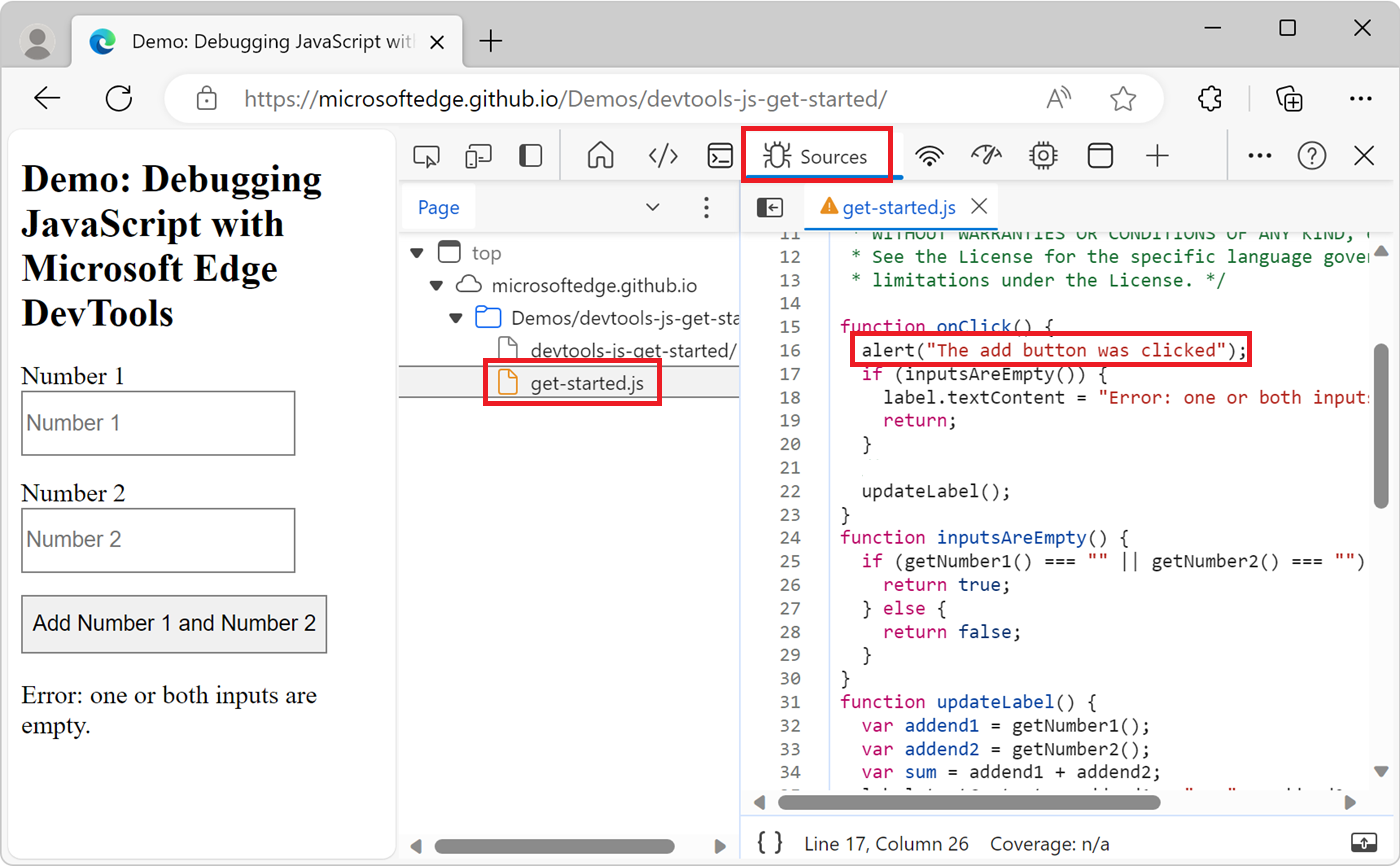 Demo: Debugging JavaScript wit
https://microsoftedge.github.io/Demos/devtools-js-get-started/
Demo: Debugging
JavaScript with
Microsoft Edge
DevTools
Number 1
Number 1
Number 2
Number 2
Add Number 1 and Number 2
Error: one or both inputs are
empty.
Sources
Page
top
microsoftedge.github.io
Demos/devtools-js-get-sta
devtools-js-get-started/
get-started.js
get-started.js
11 * WITHOUT WARRANTIES OR CONDITIONS OF ANY KIND,
12 * See the License for the specific language gover
13 * limitations under the License. */
14
15 function onClick() {
16 alert("The add button was clicked");
17 if (inputsAreEmpty()) {
18 label.textContent = "Error: one or both inputs
19 return;
20 }
21
22 updateLabel();
23 }
24 function inputsAreEmpty() {
25 if (getNumber1() === "" || getNumber2() === "")
26 return true;
27 } else {
28 return false;
29 }
30 }
31 function updateLabel() {
32 var addend1 = getNumber1();
33 var addend2 = getNumber2();
34 var sum = addend1 + addend2;
{ } Line 17, Column 26 Coverage: n/a